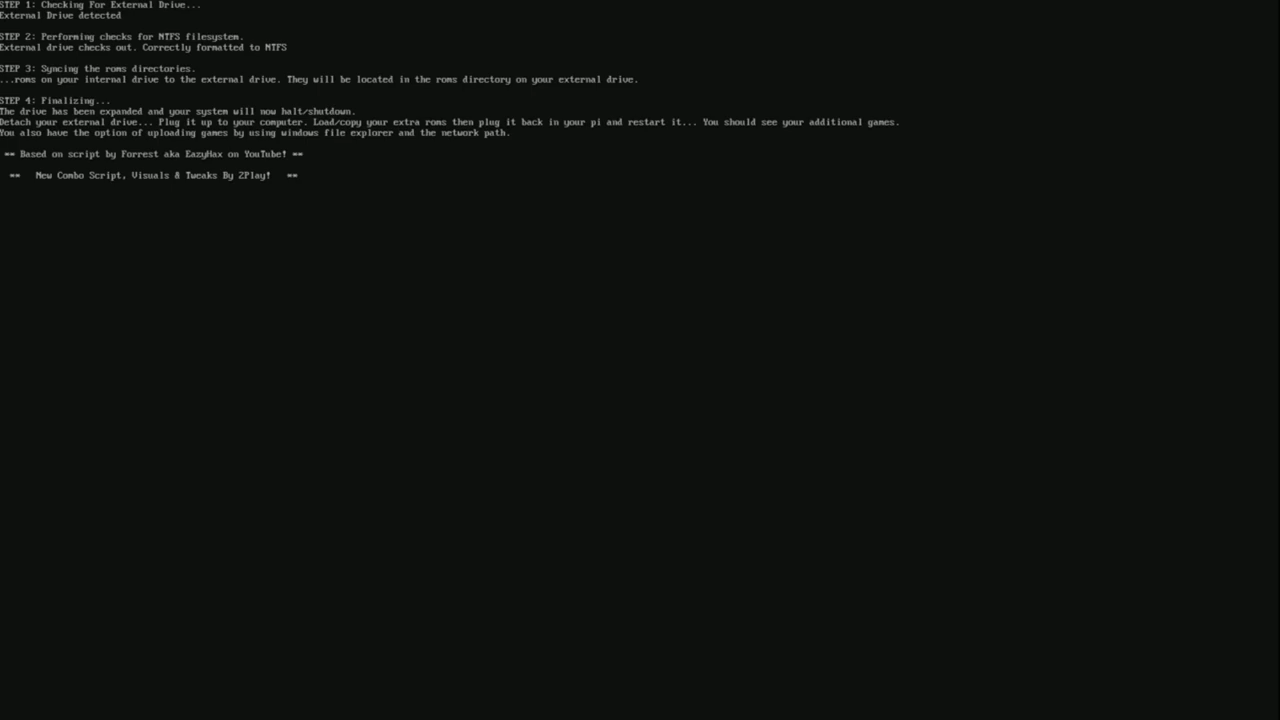 STEP 1: Checking For External Drive...
External Drive detected
STEP 2: Performing checks for NTFS filesystem.
External drive checks out. Correctly formatted to NTFS
STEP 3: Syncing the roms directories.
...roms on your internal drive to the external drive. They will be located in the roms directory on your external drive.
STEP 4: Finalizing...
The drive has been expanded and your system will now halt/shutdown.
Detach your external drive... Plug it up to your computer. Load/copy your extra roms then plug it back in your pi and restart it... You should see your additional games.
You also have the option of uploading games by using windows file explorer and the network path.
** Based on script by Forrest aka EazyHax on YouTube! **
** New Combo Script, Visuals & Tweaks By 2Play! **